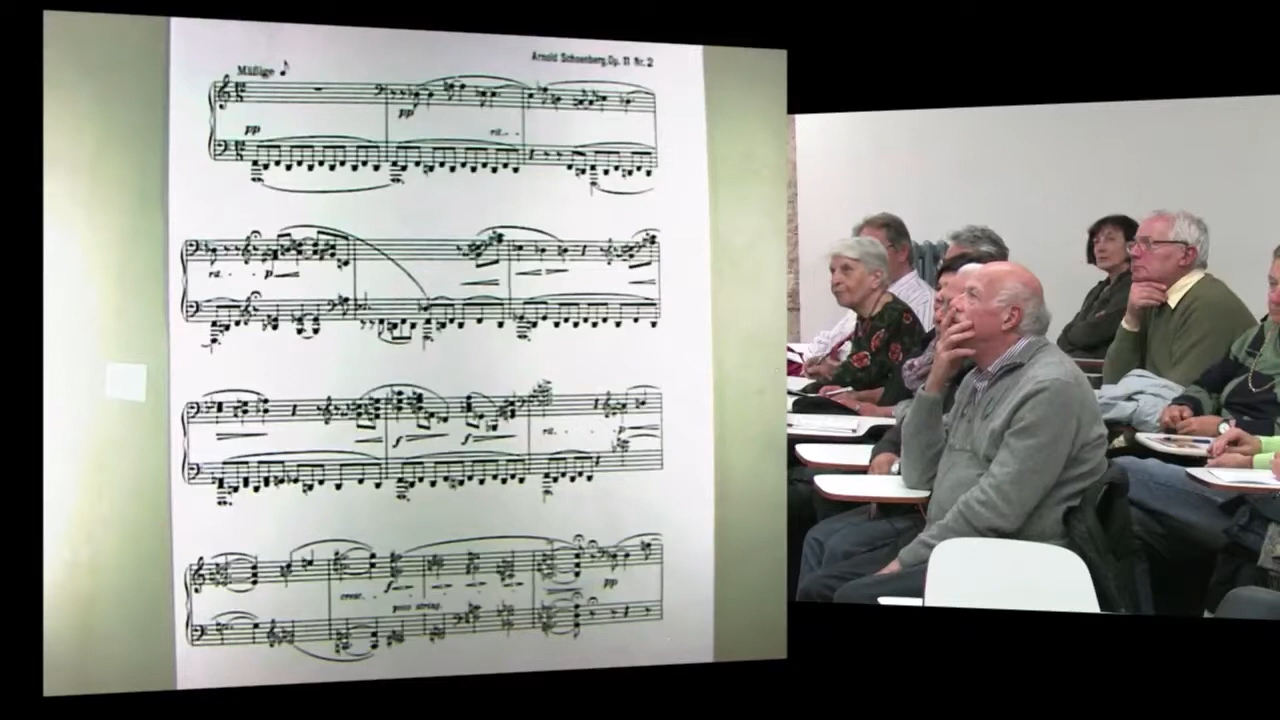 Arnold Schoenberg, Op. 11 Nr. 2
Mäßige
pp
pp
rit.
p
f
f
rit.
p
cresc.
f
poco string.
pp